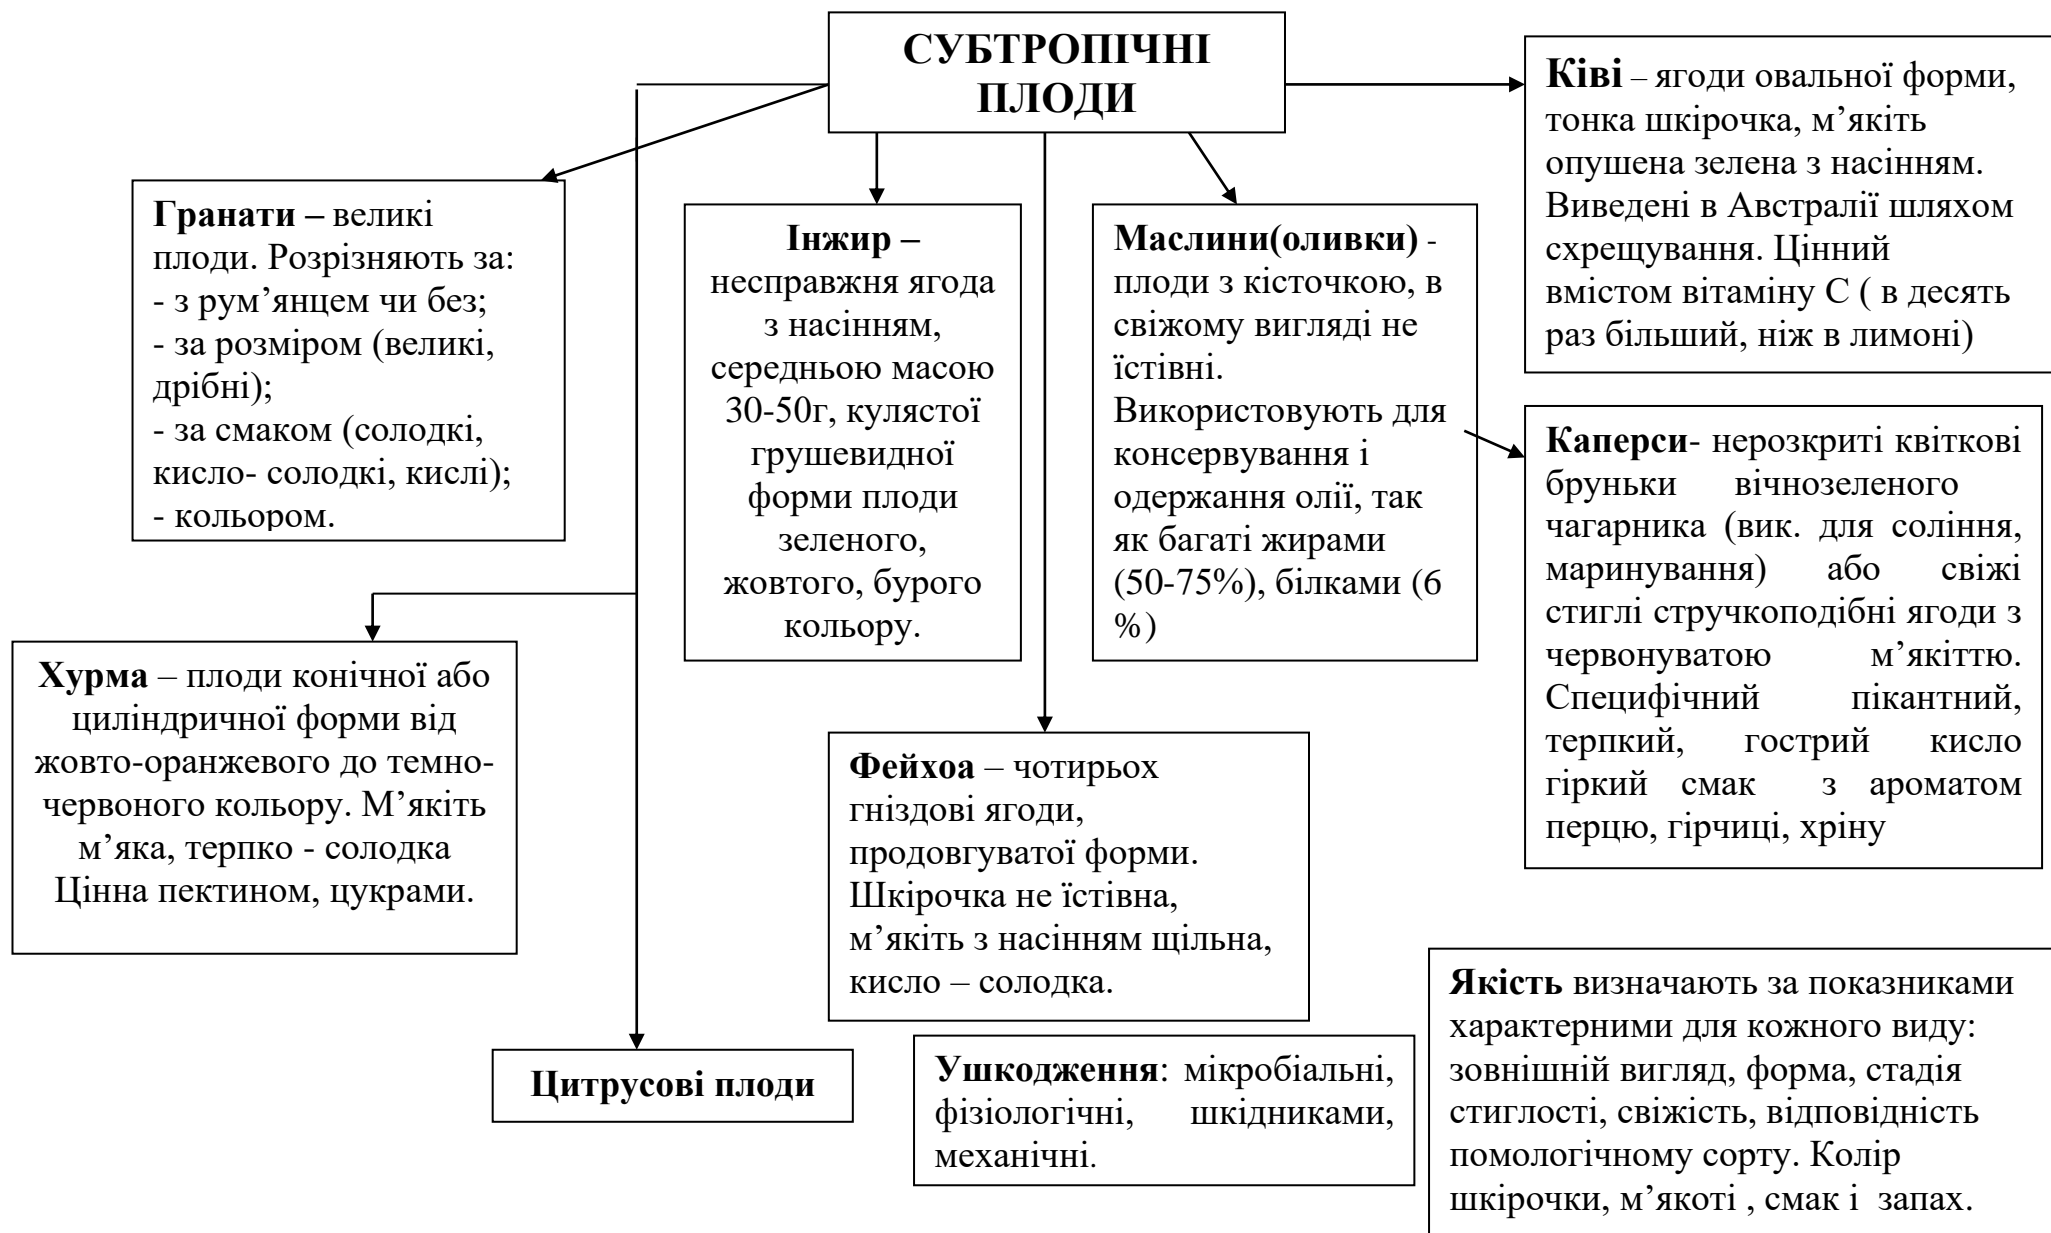 СУБТРОПІЧНІ
ПЛОДИ
Ківі – ягоди овальної форми,
тонка шкірочка, м’якіть
опушена зелена з насінням.
Виведені в Австралії шляхом
схрещування. Цінний
вмістом вітаміну С ( в десять
раз більший, ніж в лимоні)
Гранати – великі
плоди. Розрізняють за:
- з рум’янцем чи без;
- за розміром (великі,
дрібні);
- за смаком (солодкі,
кисло- солодкі, кислі);
- кольором.
Інжир –
несправжня ягода
з насінням,
середньою масою
30-50г, кулястої
грушевидної
форми плоди
зеленого,
жовтого, бурого
кольору.
Маслини(оливки) -
плоди з кісточкою, в
свіжому вигляді не
їстівні.
Використовують для
консервування і
одержання олії, так
як багаті жирами
(50-75%), білками (6
%)
Каперси- нерозкриті квіткові
бруньки вічнозеленого
чагарника (вик. для соління,
маринування) або свіжі
стиглі стручкоподібні ягоди з
червонуватою м’якіттю.
Специфічний пікантний,
терпкий, гострий кисло
гіркий смак з ароматом
перцю, гірчиці, хріну
Хурма – плоди конічної або
циліндричної форми від
жовто-оранжевого до темно-
червоного кольору. М’якіть
м’яка, терпко - солодка
Цінна пектином, цукрами.
Фейхоа – чотирьох
гніздові ягоди,
продовгуватої форми.
Шкірочка не їстівна,
м’якіть з насінням щільна,
кисло – солодка.
Цитрусові плоди
Ушкодження: мікробіальні,
фізіологічні, шкідниками,
механічні.
Якість визначають за показниками
характерними для кожного виду:
зовнішній вигляд, форма, стадія
стиглості, свіжість, відповідність
помологічному сорту. Колір
шкірочки, м’якоті , смак і запах.